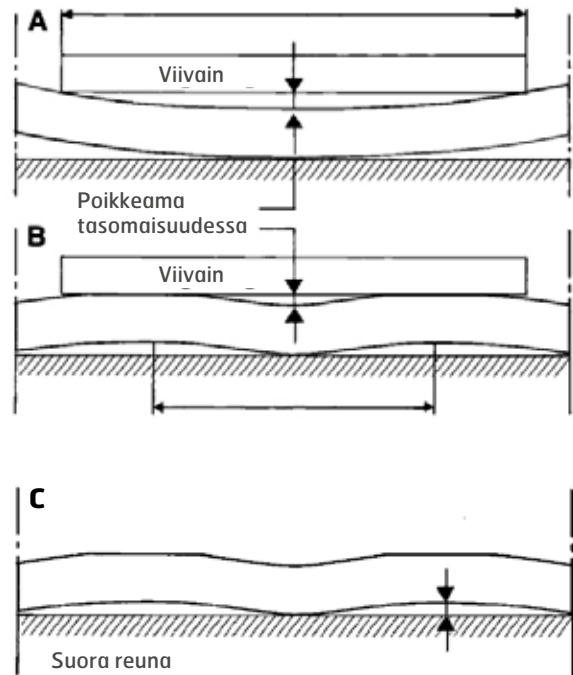 A
Viivain
Poikkeama
tasomaisuudessa
B
Viivain
C
Suora reuna